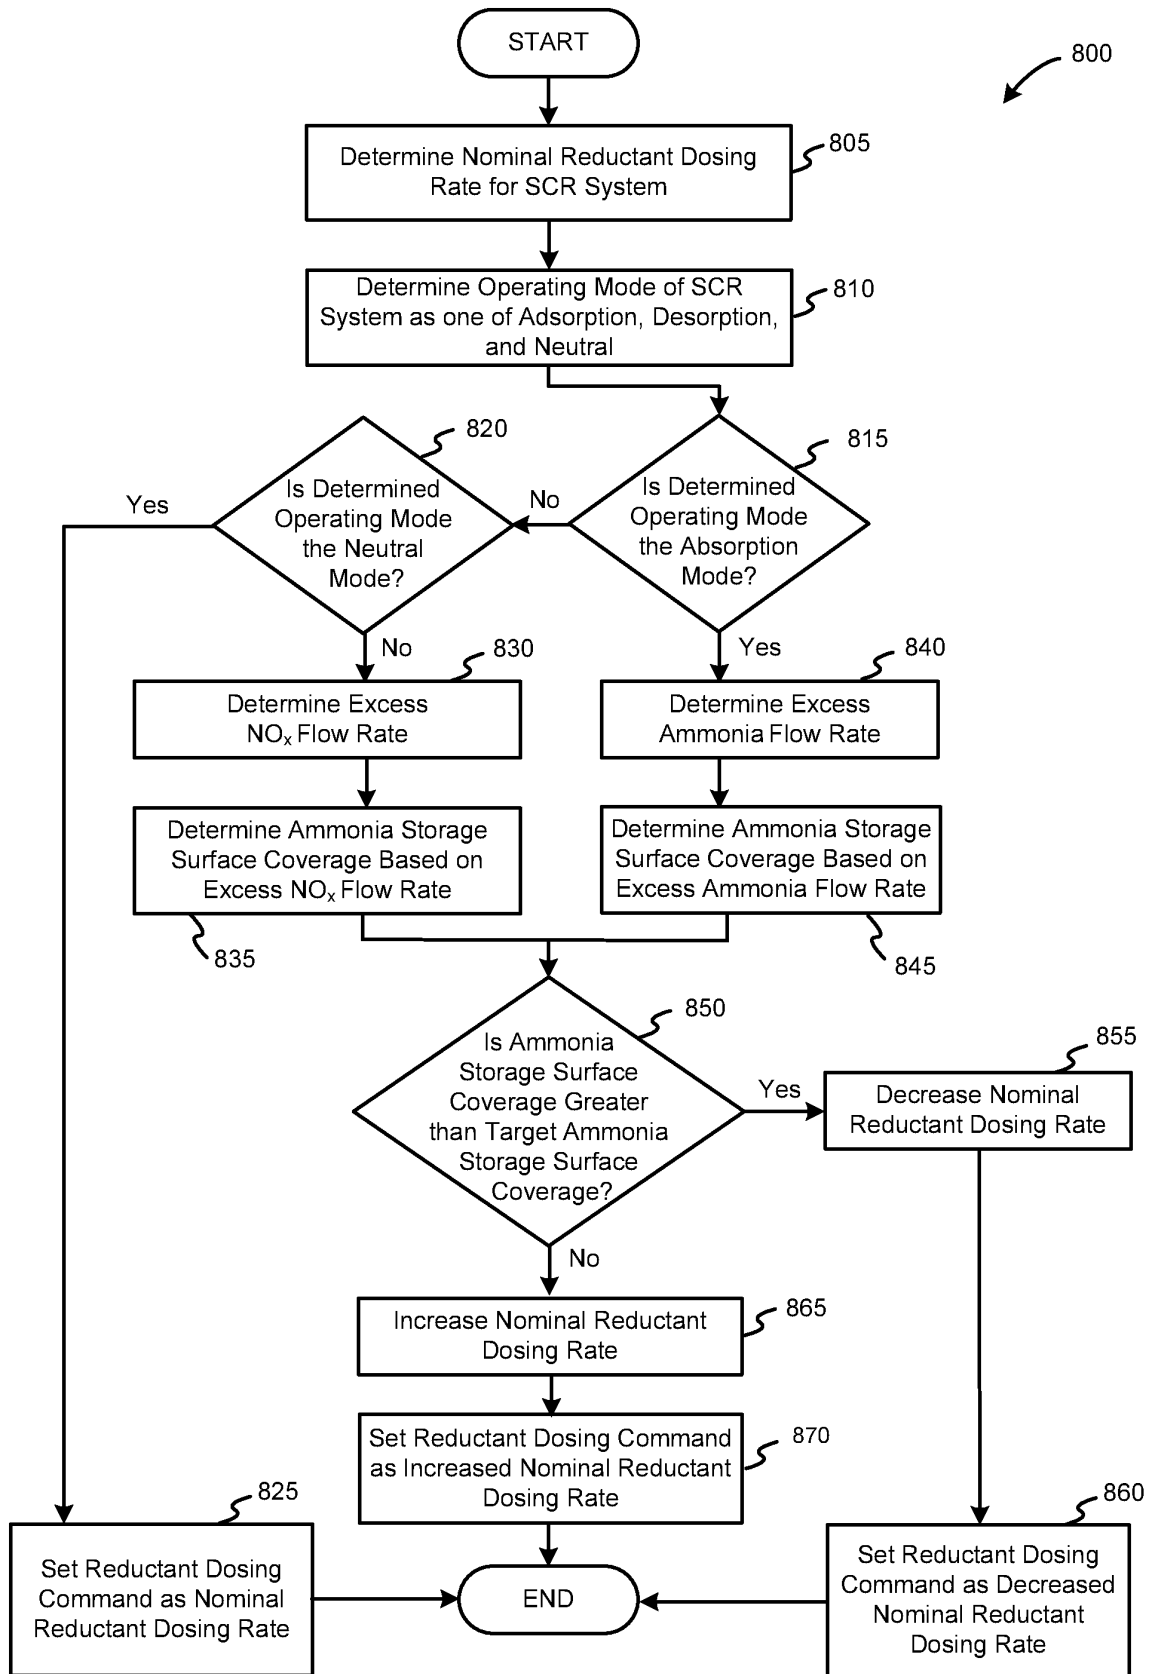 START
800
Determine Nominal Reductant Dosing
Rate for SCR System
805
Determine Operating Mode of SCR
System as one of Adsorption, Desorption,
and Neutral
810
820
815
Is Determined
Operating Mode
the Neutral
Mode?
Yes
No
Is Determined
Operating Mode
the Absorption
Mode?
No
830
Yes
840
Determine Excess
NOx Flow Rate
Determine Excess
Ammonia Flow Rate
Determine Ammonia Storage
Surface Coverage Based on
Excess NOx Flow Rate
835
Determine Ammonia Storage
Surface Coverage Based on
Excess Ammonia Flow Rate
845
850
Is Ammonia
Storage Surface
Coverage Greater
than Target Ammonia
Storage Surface
Coverage?
Yes
855
Decrease Nominal
Reductant Dosing Rate
No
Increase Nominal Reductant
Dosing Rate
865
Set Reductant Dosing Command
as Increased Nominal Reductant
Dosing Rate
870
825
Set Reductant Dosing
Command as Nominal
Reductant Dosing Rate
END
860
Set Reductant Dosing
Command as Decreased
Nominal Reductant
Dosing Rate